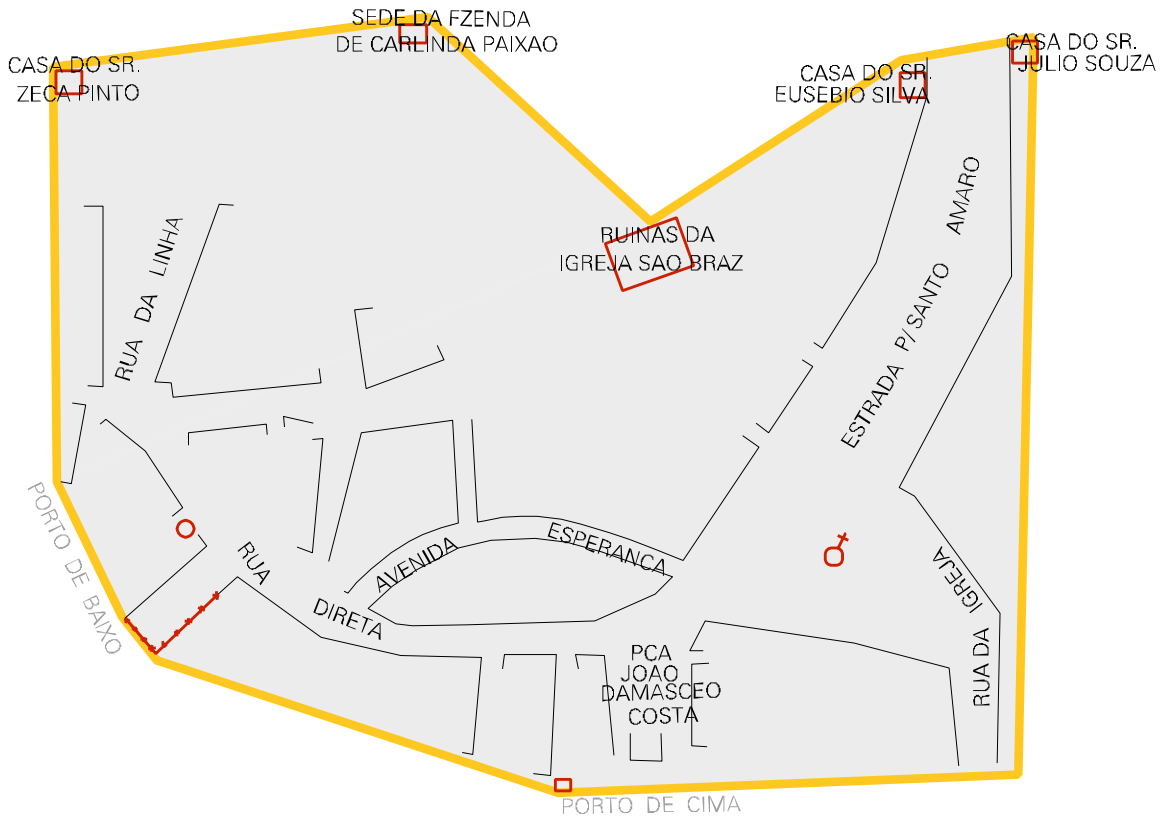 SEDE DA FZENDA
DE CARLINDA PAIXAO
CASA DO SR.
ZECA PINTO
CASA DO SR.
JULIO SOUZA
CASA DO SR.
EUSEBIO SILVA
RUINAS DA
IGREJA SAO BRAZ
RUA DA LINHA
ESTRADA P/ SANTO AMARO
PORTO DE BAIXO
RUA DIRETA
AVENIDA ESPERANCA
RUA DA IGREJA
PCA
JOAO
DAMASCEO
COSTA
PORTO DE CIMA